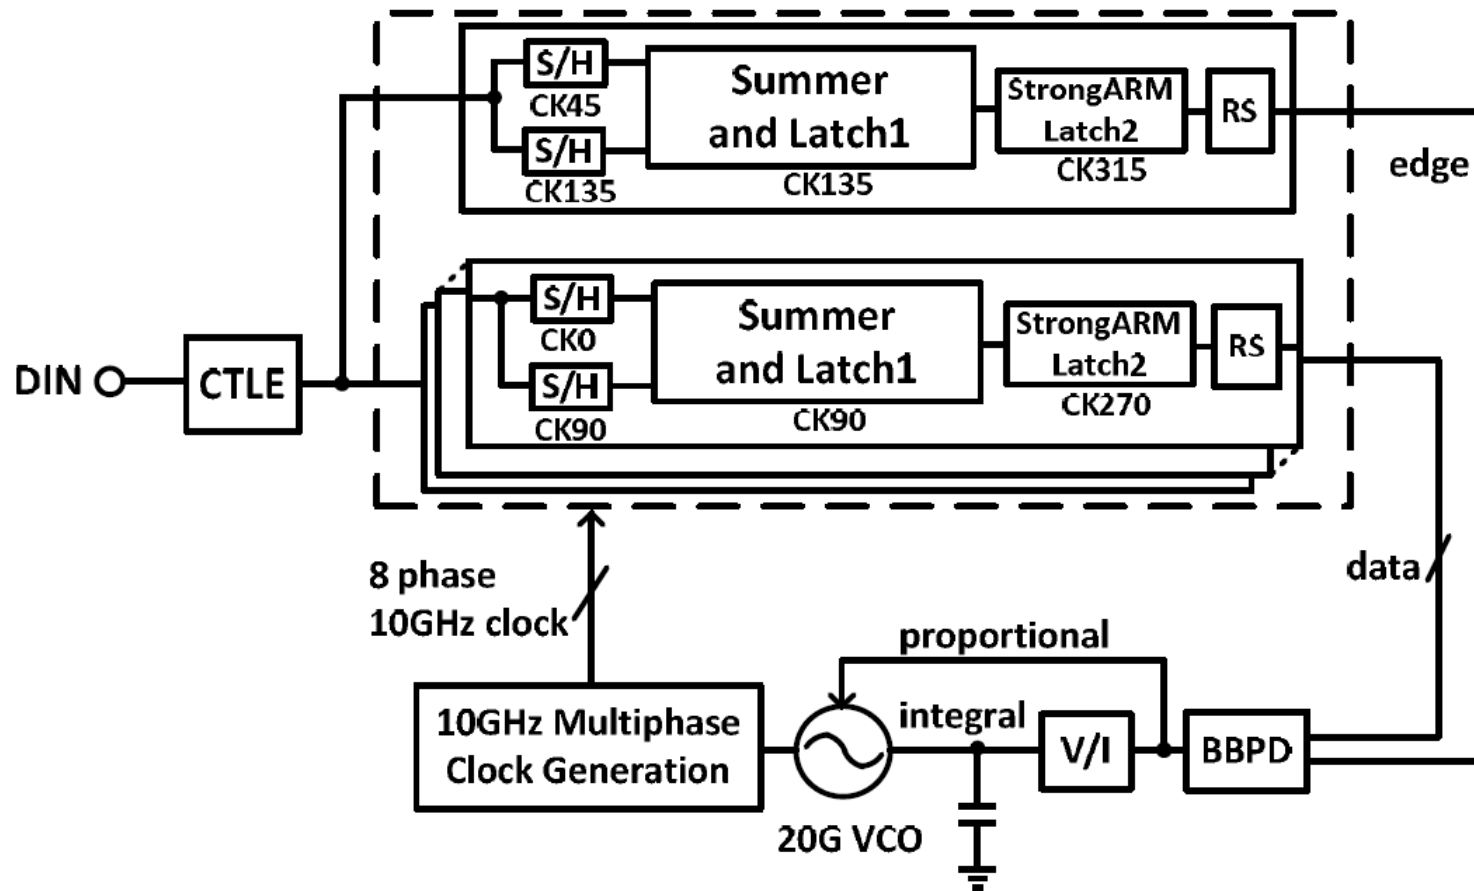 S/H
CK45
S/H
CK135
Summer
and Latch1
CK135
StrongARM
Latch2
CK315
RS
edge
DIN
CTLE
S/H
CK0
S/H
CK90
Summer
and Latch1
CK90
StrongARM
Latch2
CK270
RS
data
8 phase
10GHz clock
proportional
integral
10GHz Multiphase
Clock Generation
20G VCO
V/I
BBPD